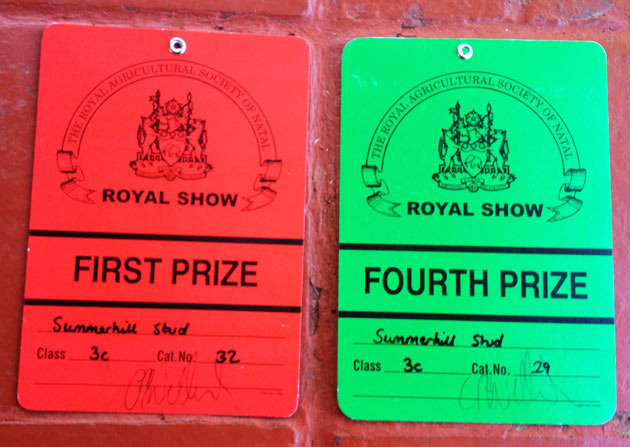 THE ROYAL AGRICULTURAL SOCIETY OF NATAL
ROYAL SHOW
FIRST PRIZE
Summerhill Stud
Class 3c Cat. No. 32
THE ROYAL AGRICULTURAL SOCIETY OF NATAL
ROYAL SHOW
FOURTH PRIZE
Summerhill Stud
Class 3c Cat. No. 29